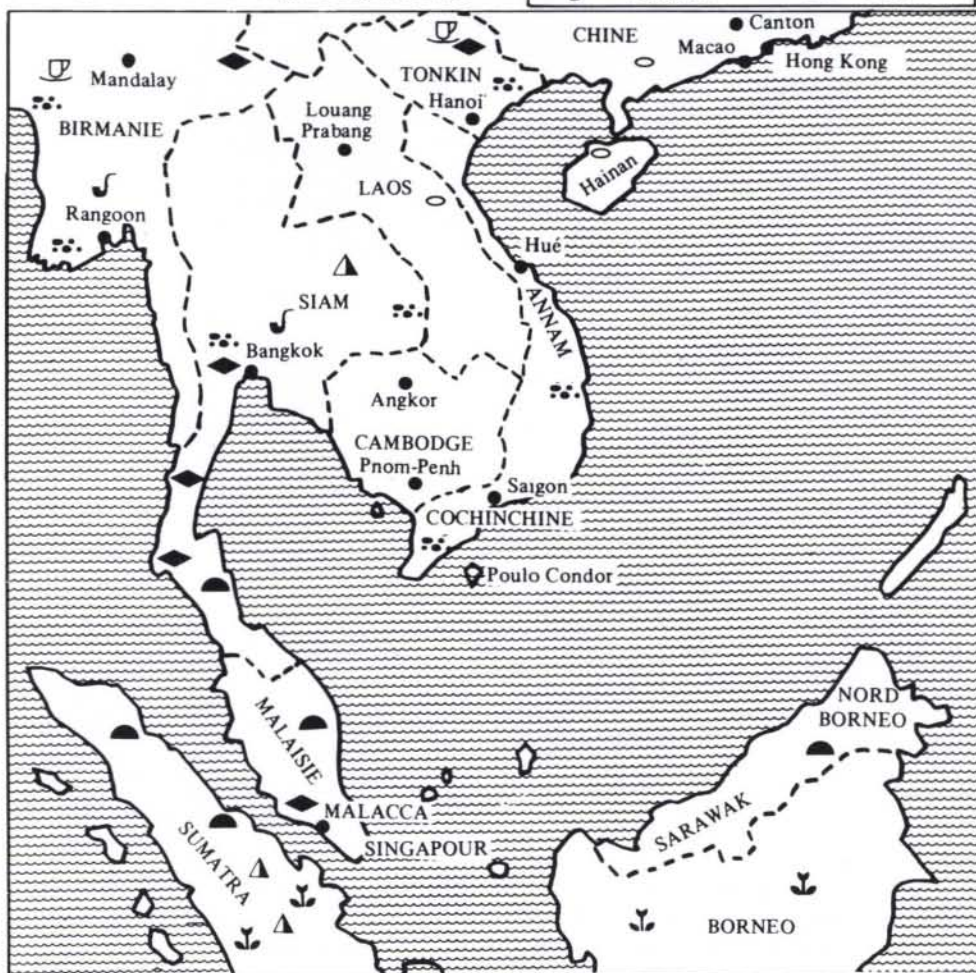 Canton
CHINE
Macao
Hong Kong
Mandalay
TONKIN
Hanoï
Louang
Prabang
BIRMANIE
LAOS
Hainan
Rangoon
Hué
ANNAM
SIAM
Bangkok
Angkor
CAMBODGE
Pnom-Penh
Saigon
COCHINCHINE
Poulo Condor
NORD
BORNEO
MALAISIE
MALACCA
SARAWAK
SINGAPOUR
SUMATRA
BORNEO